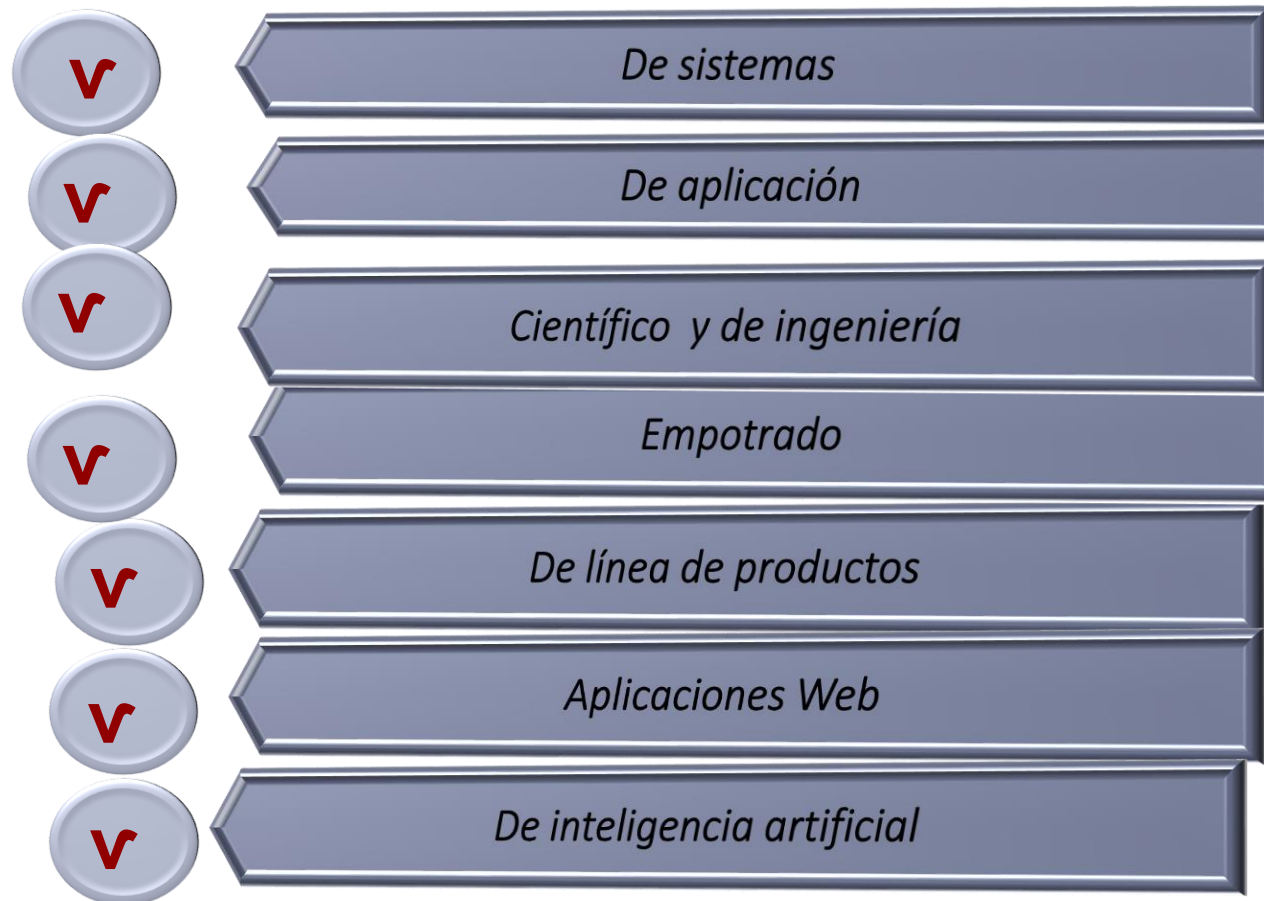 De sistemas
De aplicación
Científico y de ingeniería
Empotrado
De línea de productos
Aplicaciones Web
De inteligencia artificial